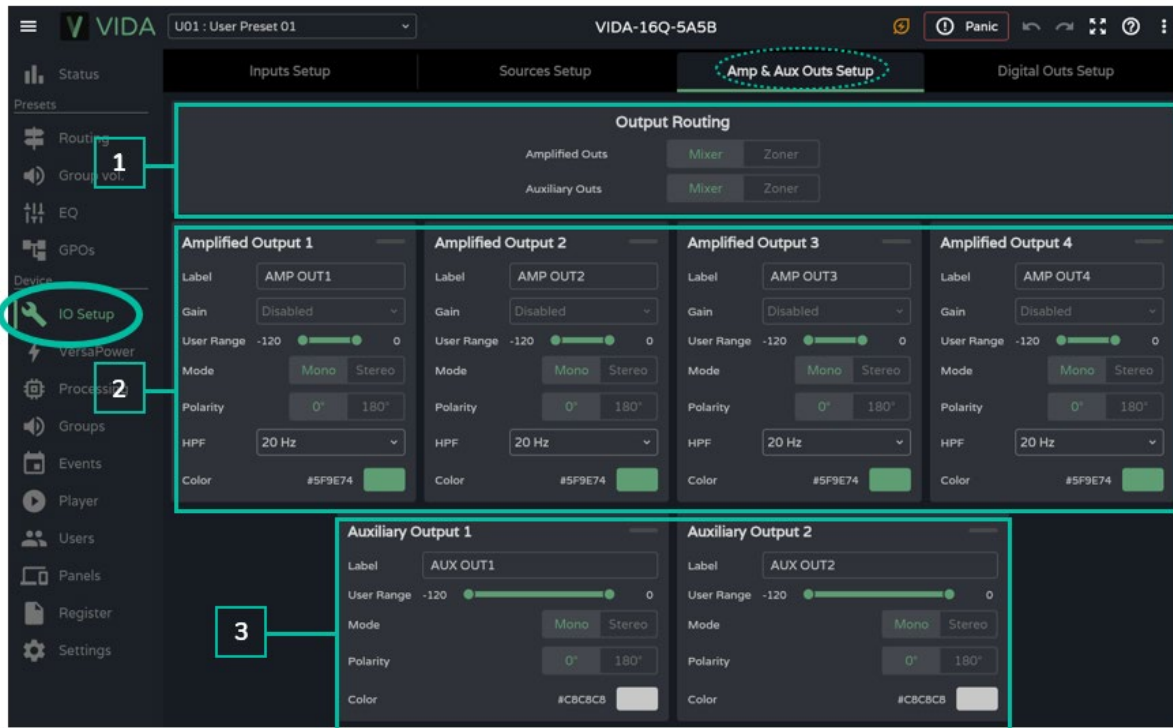 VIDA
U01 : User Preset 01
VIDA-16Q-5A5B
Panic
Status
Presets
Routing
Group vol.
EQ
GPOs
Device
IO Setup
VersaPower
Processing
Groups
Events
Player
Users
Panels
Register
Settings
Inputs Setup
Sources Setup
Amp & Aux Outs Setup
Digital Outs Setup
1
Output Routing
Amplified Outs Mixer Zoner
Auxiliary Outs Mixer Zoner
2
Amplified Output 1
Label AMP OUT1
Gain Disabled
User Range -120 0
Mode Mono Stereo
Polarity 0° 180°
HPF 20 Hz
Color #5F9E74
Amplified Output 2
Label AMP OUT2
Gain Disabled
User Range -120 0
Mode Mono Stereo
Polarity 0° 180°
HPF 20 Hz
Color #5F9E74
Amplified Output 3
Label AMP OUT3
Gain Disabled
User Range -120 0
Mode Mono Stereo
Polarity 0° 180°
HPF 20 Hz
Color #5F9E74
Amplified Output 4
Label AMP OUT4
Gain Disabled
User Range -120 0
Mode Mono Stereo
Polarity 0° 180°
HPF 20 Hz
Color #5F9E74
3
Auxiliary Output 1
Label AUX OUT1
User Range -120 0
Mode Mono Stereo
Polarity 0° 180°
Color #C8C8C8
Auxiliary Output 2
Label AUX OUT2
User Range -120 0
Mode Mono Stereo
Polarity 0° 180°
Color #C8C8C8